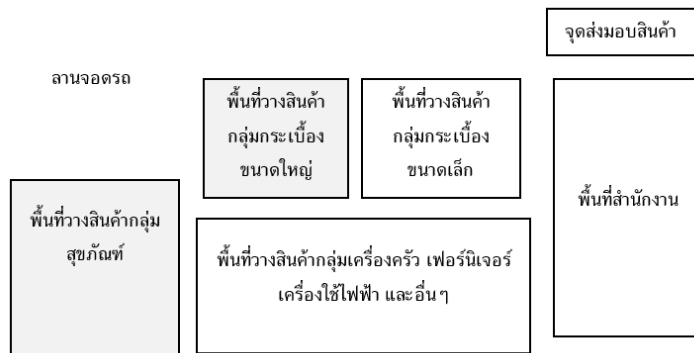 จุดส่งมอบสินค้า
ลานจอดรถ
พื้นที่วางสินค้า
กลุ่มกระเบื้อง
ขนาดใหญ่
พื้นที่วางสินค้า
กลุ่มกระเบื้อง
ขนาดเล็ก
พื้นที่สำนักงาน
พื้นที่วางสินค้ากลุ่ม
สุขภัณฑ์
พื้นที่วางสินค้ากลุ่มเครื่องครัว เฟอร์นิเจอร์
เครื่องใช้ไฟฟ้า และอื่นๆ